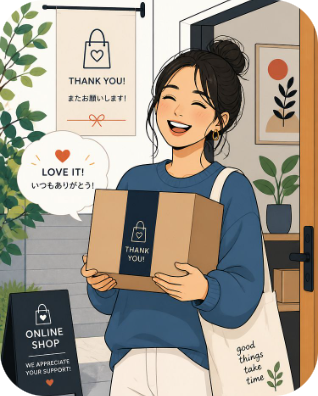 THANK YOU!
またお願いします!
LOVE IT!
いつもありがとう!
THANK
YOU!
ONLINE
SHOP
WE APPRECIATE
YOUR SUPPORT!
good
things
take
time